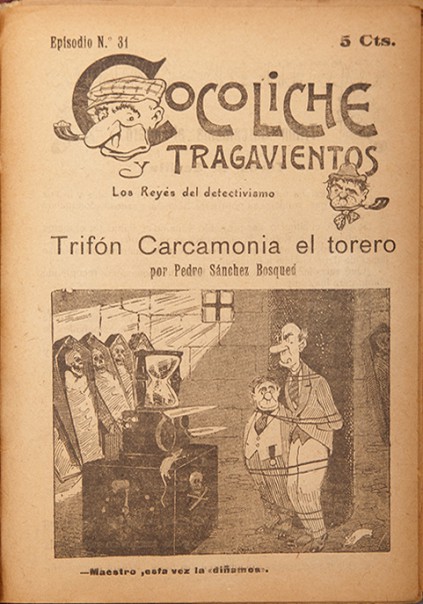 Episodio N.º 31
5 Cts.
COCOLICHE
Y TRAGAVIENTOS
Los Reyes del detectivismo
Trifón Carcamonia el torero
por Pedro Sánchez Bosqued
—Maestro ,esta vez la «diñamos».